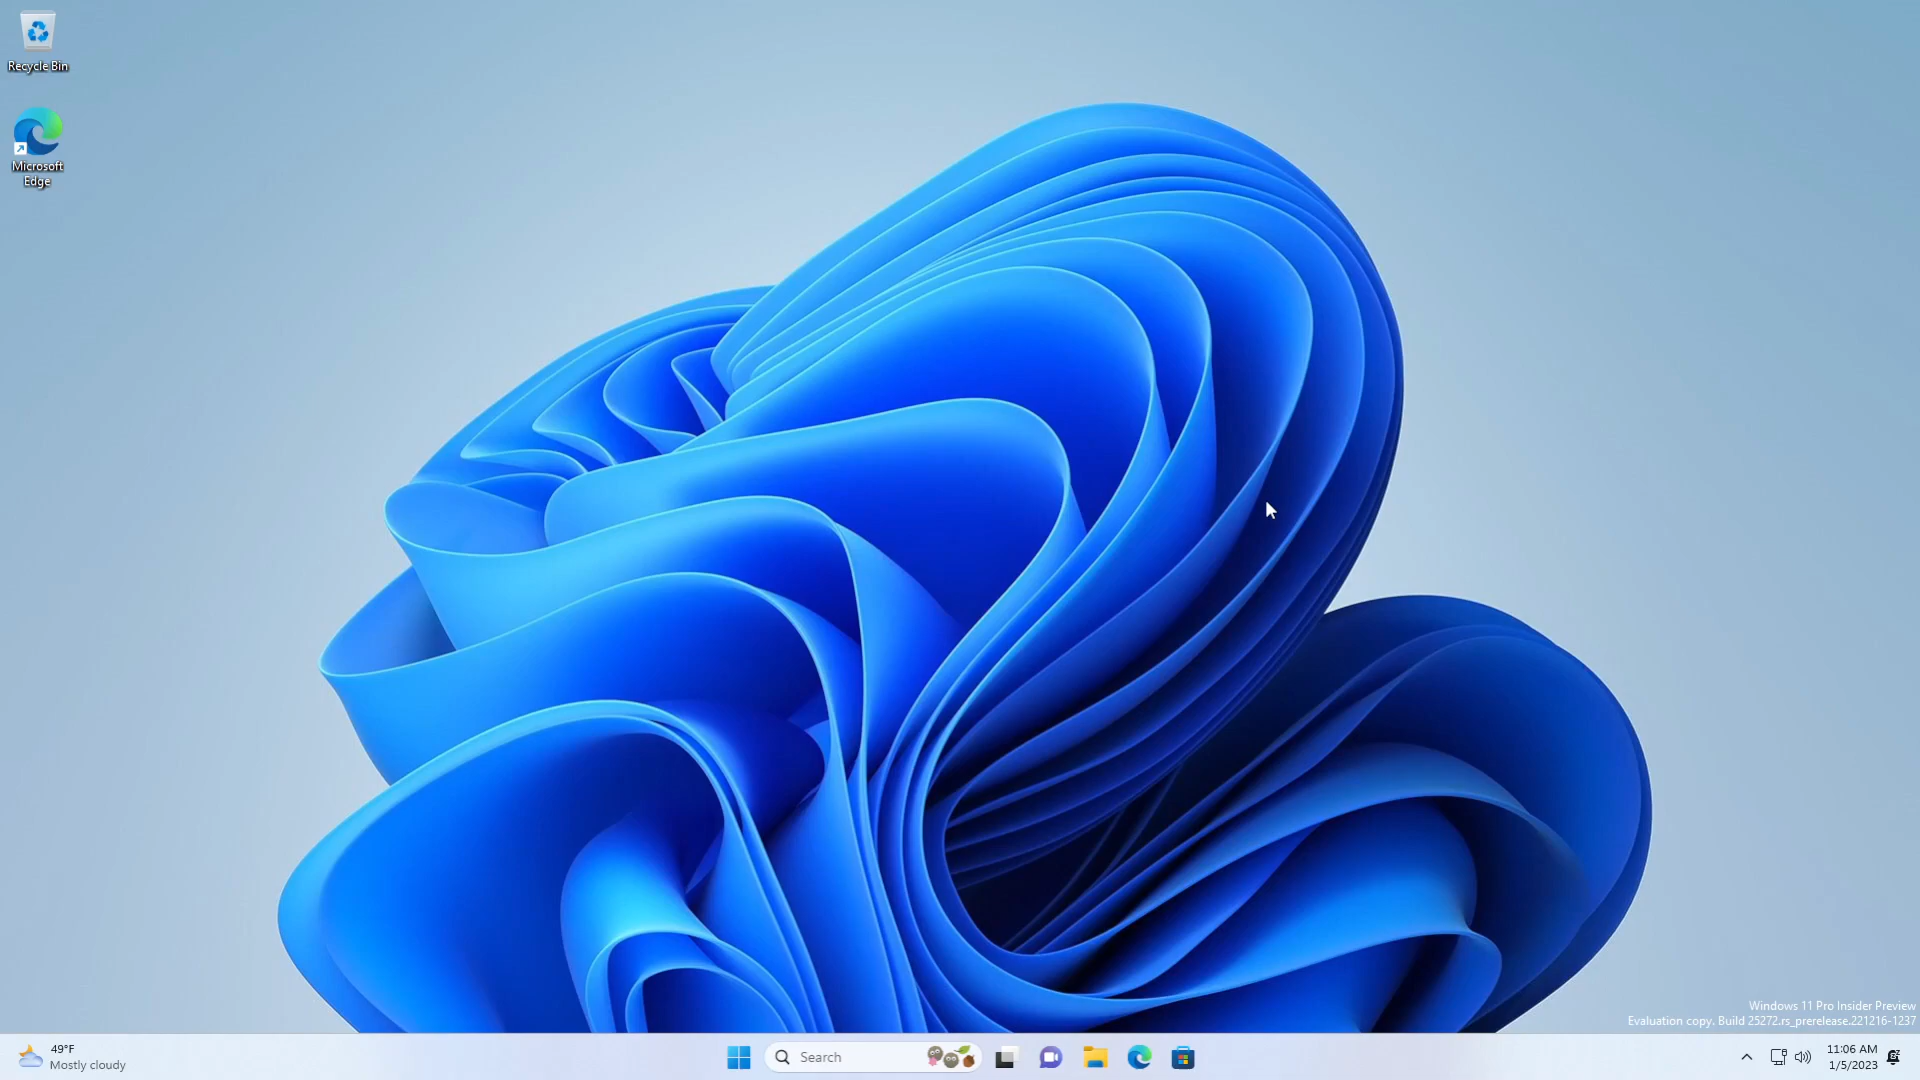 Recycle Bin
Microsoft
Edge
Windows 11 Pro Insider Preview
Evaluation copy. Build 25272.rs_prerelease.221216-1237
49°F
Mostly cloudy
Search
11:06 AM
1/5/2023